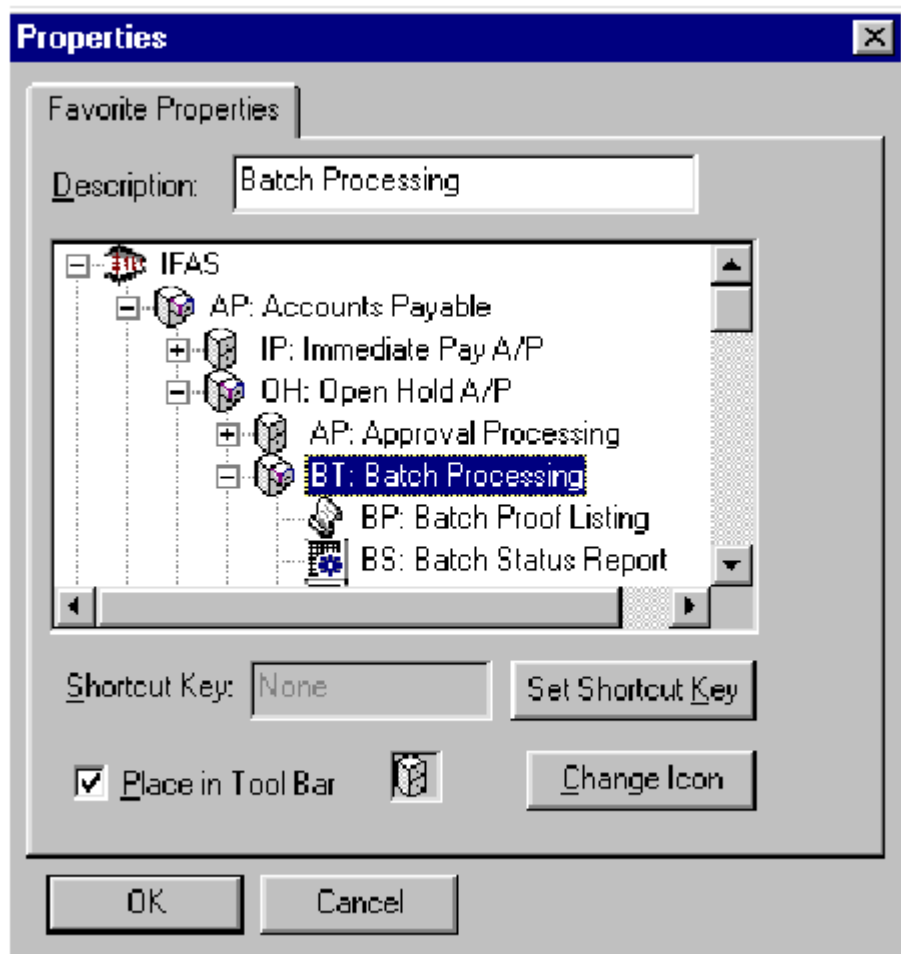 Properties
Favorite Properties
Description: Batch Processing
IFAS
AP: Accounts Payable
IP: Immediate Pay A/P
OH: Open Hold A/P
AP: Approval Processing
BT: Batch Processing
BP: Batch Proof Listing
BS: Batch Status Report
Shortcut Key: None Set Shortcut Key
Place in Tool Bar Change Icon
OK Cancel